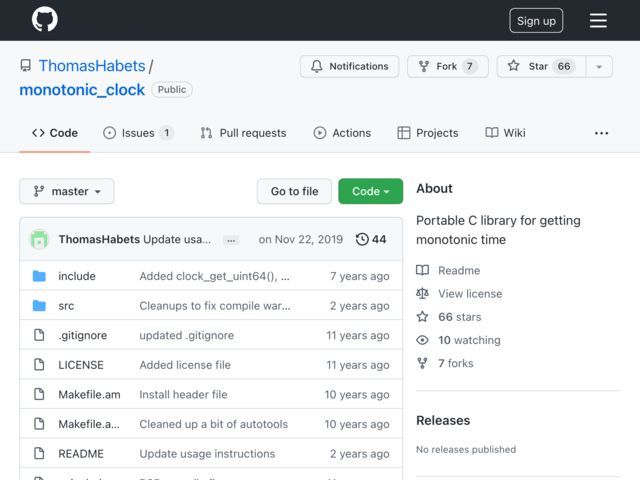 Sign up
ThomasHabets /
monotonic_clock Public
Notifications
Fork 7
Star 66
Code
Issues 1
Pull requests
Actions
Projects
Wiki
master
Go to file
Code
ThomasHabets Update usa... ... on Nov 22, 2019 44
include Added clock_get_uint64(), ... 7 years ago
src Cleanups to fix compile war... 2 years ago
.gitignore updated .gitignore 11 years ago
LICENSE Added license file 11 years ago
Makefile.am Install header file 10 years ago
Makefile.a... Cleaned up a bit of autotools 10 years ago
README Update usage instructions 2 years ago
About
Portable C library for getting
monotonic time
Readme
View license
66 stars
10 watching
7 forks
Releases
No releases published